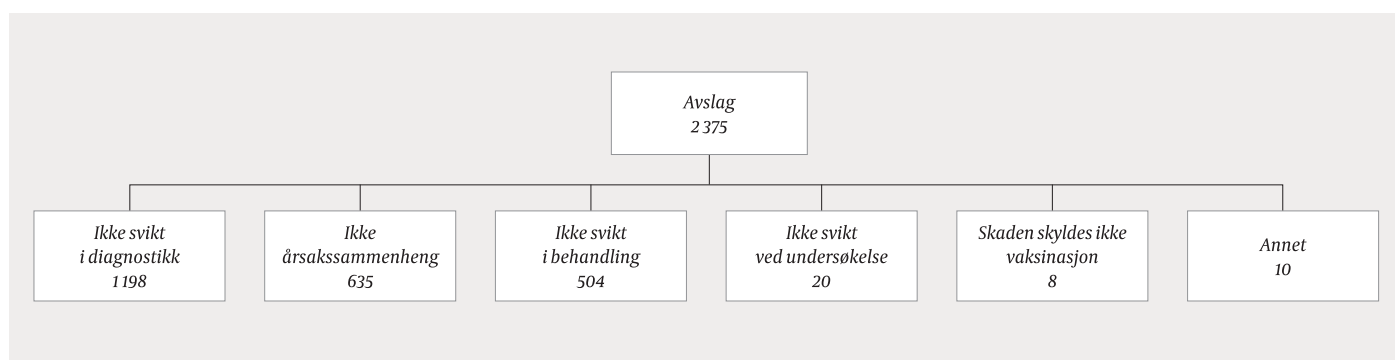 Avslag
2 375
Ikke svikt
i diagnostikk
1 198
Ikke
årsakssammenheng
635
Ikke svikt
i behandling
504
Ikke svikt
ved undersøkelse
20
Skaden skyldes ikke
vaksinasjon
8
Annet
10